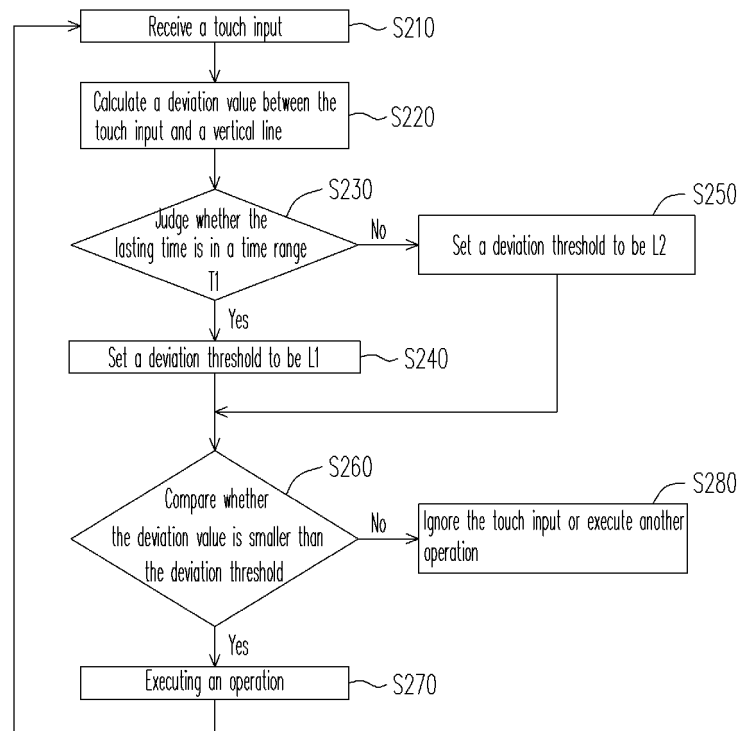 Receive a touch input
S210
Calculate a deviation value between the
touch input and a vertical line
S220
S230
Judge whether the
lasting time is in a time range
T1
No
S250
Set a deviation threshold to be L2
Yes
Set a deviation threshold to be L1
S240
S260
Compare whether
the deviation value is smaller than
the deviation threshold
No
S280
Ignore the touch input or execute another
operation
Yes
Executing an operation
S270